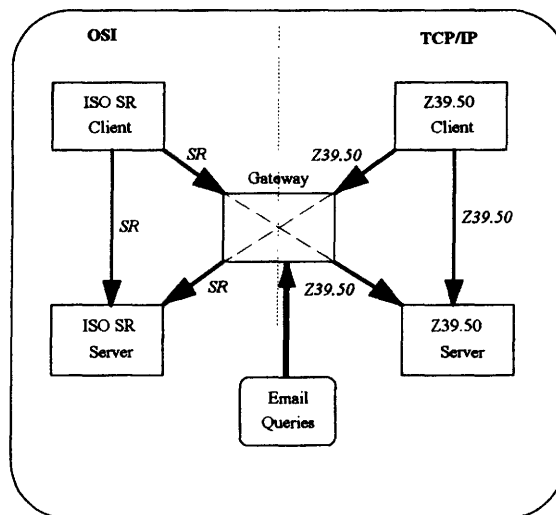 OSI
TCP/IP
ISO SR
Client
Z39.50
Client
SR
Z39.50
Gateway
SR
Z39.50
SR
Z39.50
ISO SR
Server
Z39.50
Server
Email
Queries